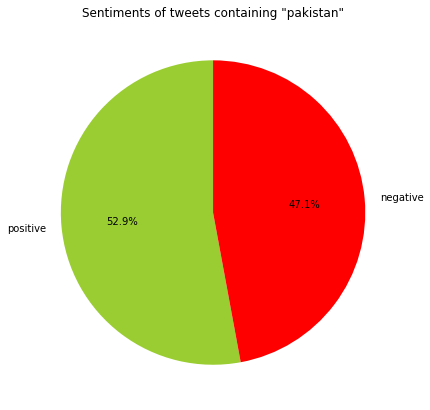 Sentiments of tweets containing "pakistan"
negative
47.1%
52.9%
positive